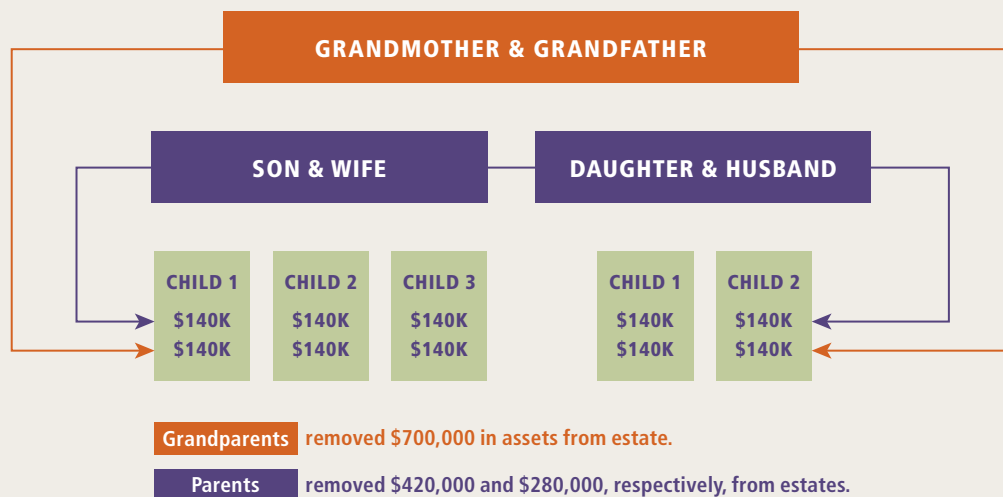 GRANDMOTHER & GRANDFATHER
SON & WIFE
DAUGHTER & HUSBAND
CHILD 1
$140K
$140K
CHILD 2
$140K
$140K
CHILD 3
$140K
$140K
CHILD 1
$140K
$140K
CHILD 2
$140K
$140K
Grandparents removed $700,000 in assets from estate.
Parents removed $420,000 and $280,000, respectively, from estates.